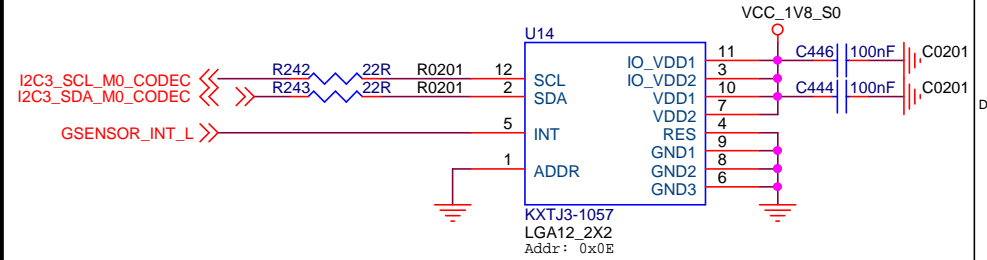 VCC_1V8_S0
U14
I2C3_SCL_M0_CODEC R242 22R R0201 12 SCL
I2C3_SDA_M0_CODEC R243 22R R0201 2 SDA
GSENSOR_INT_L 5 INT
1 ADDR
IO_VDD1 11 C446 100nF C0201
IO_VDD2 3
VDD1 10 C444 100nF C0201
VDD2 7
RES 4
GND1 9
GND2 8
GND3 6
D
KXTJ3-1057
LGA12_2X2
Addr: 0x0E